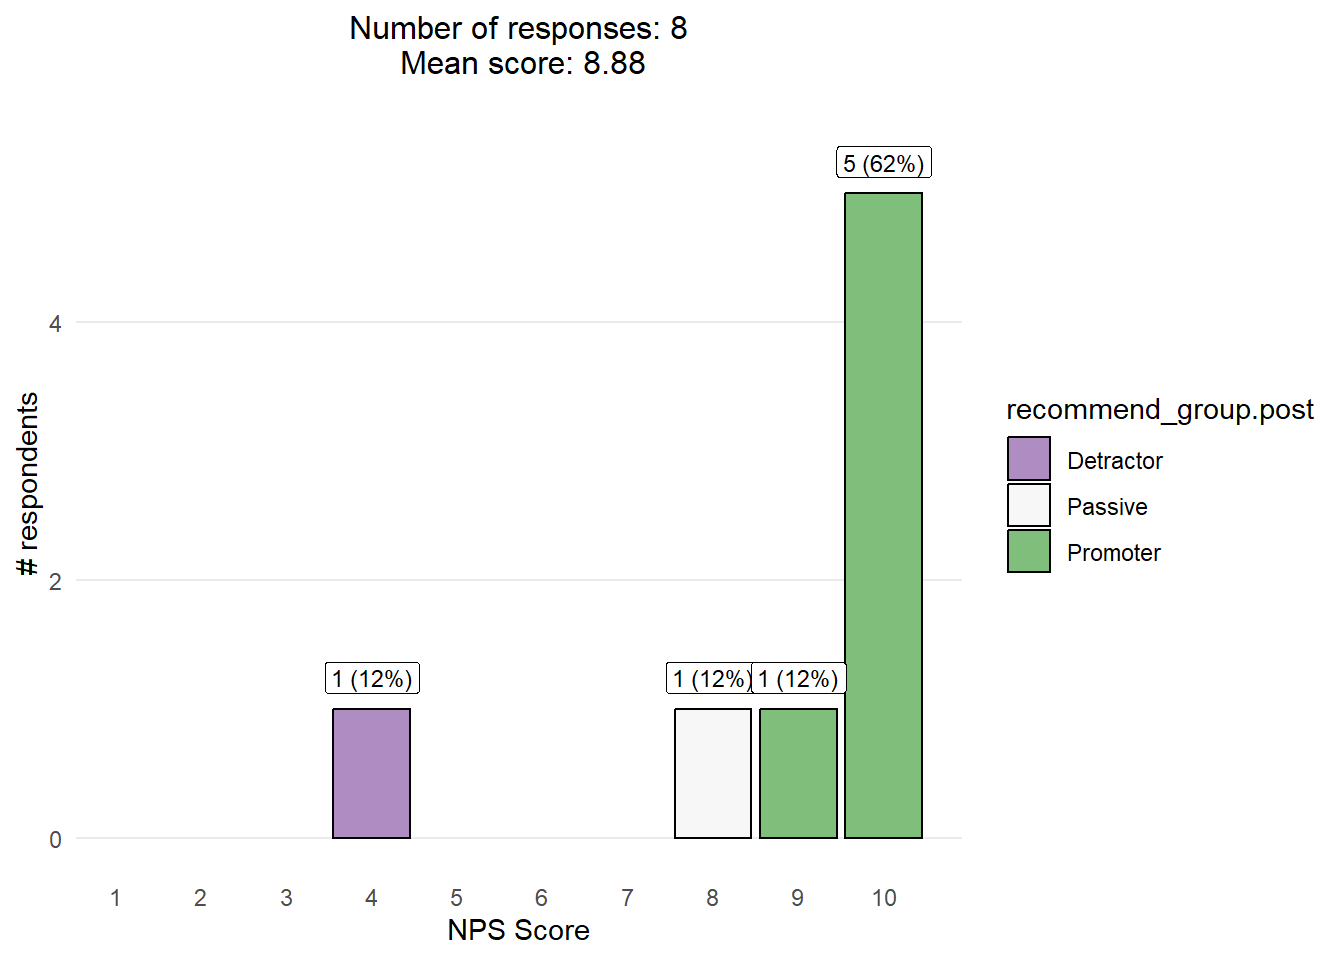 Number of responses: 8
Mean score: 8.88
5 (62%)
4
# respondents
recommend_group.post
Detractor
Passive
Promoter
2
1 (12%)
1 (12%)
1 (12%)
0
1 2 3 4 5 6 7 8 9 10
NPS Score